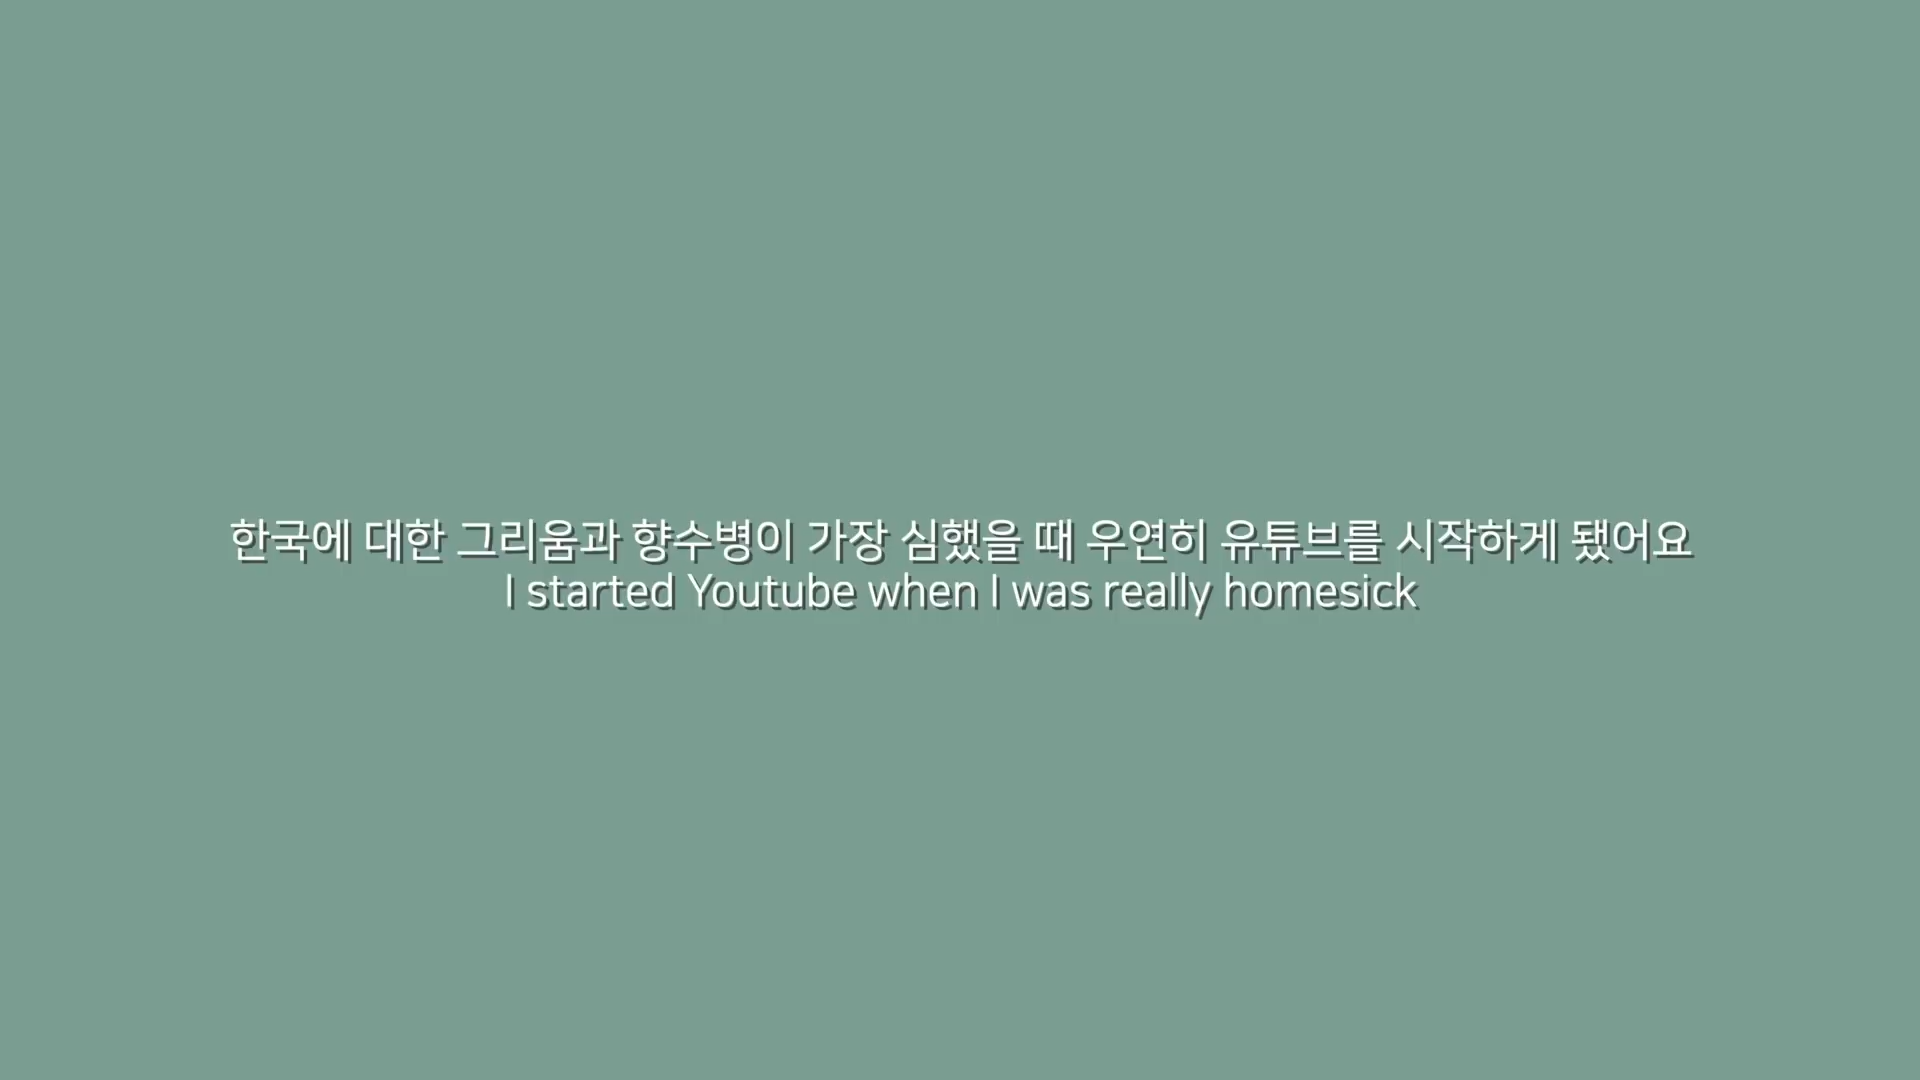 한국에 대한 그리움과 향수병이 가장 심했을 때 우연히 유튜브를 시작하게 됐어요
I started Youtube when I was really homesick